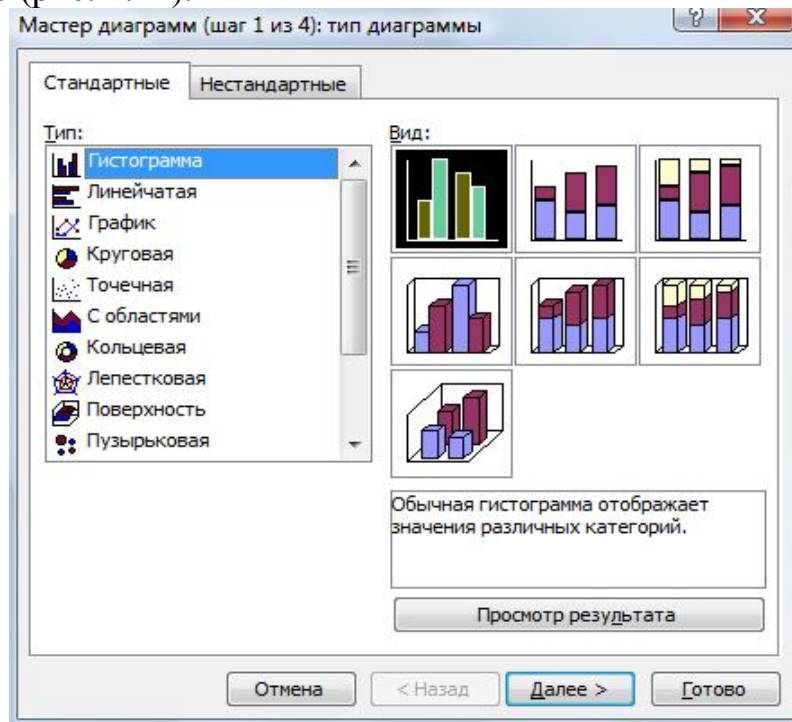 Мастер диаграмм (шаг 1 из 4): тип диаграммы
Стандартные
Нестандартные
Тип:
Гистограмма
Линейчатая
График
Круговая
Точечная
С областями
Кольцевая
Лепестковая
Поверхность
Пузырьковая
Вид:
Обычная гистограмма отображает
значения различных категорий.
Просмотр результата
Отмена
< Назад
Далее >
Готово